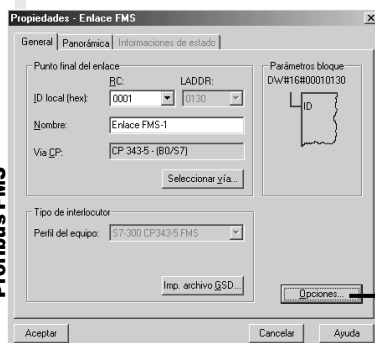 Propiedades - Enlace FMS
General Panorámica Informaciones de estado
Punto final del enlace
RC: LADDR:
ID local (hex): 0001 0130
Nombre: Enlace FMS-1
Vía CP: CP 343-5 - (B0/S7)
Seleccionar vía...
Parámetros bloque
DW#16#00010130
ID
Tipo de interlocutor
Perfil del equipo: S7-300 CP343-5 FMS
Imp. archivo GSD...
Opciones...
Aceptar Cancelar Ayuda
Profibus FMS